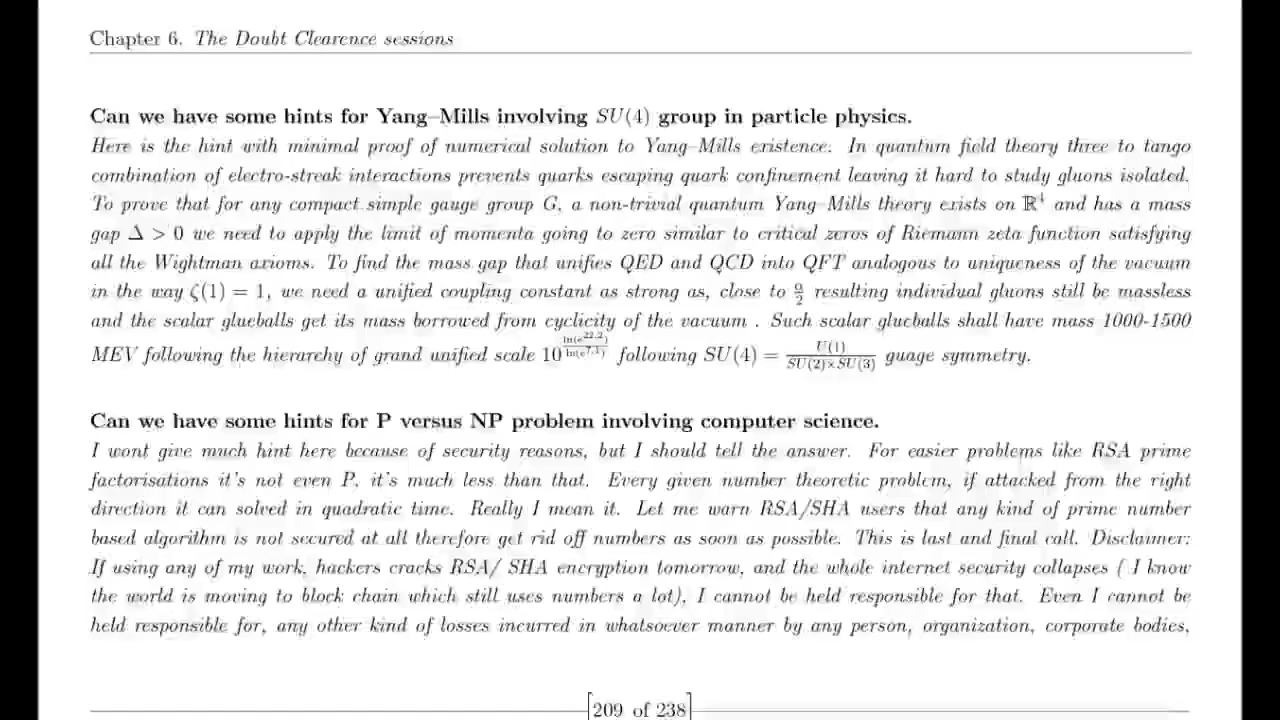 Chapter 6. The Doubt Clearence sessions
Can we have some hints for Yang–Mills involving SU(4) group in particle physics.
Here is the hint with minimal proof of numerical solution to Yang–Mills existence: In quantum field theory three to tango
combination of electro-streak interactions prevents quarks escaping quark confinement leaving it hard to study gluons isolated.
To prove that for any compact simple gauge group G, a non-trivial quantum Yang–Mills theory exists on ℝ⁴ and has a mass
gap Δ > 0 we need to apply the limit of momenta going to zero similar to critical zeros of Riemann zeta function satisfying
all the Wightman axioms. To find the mass gap that unifies QED and QCD into QFT analogous to uniqueness of the vacuum
in the way ζ(1) = 1, we need a unified coupling constant as strong as, close to α/2 resulting individual gluons still be massless
and the scalar glueballs get its mass borrowed from cyclicity of the vacuum . Such scalar glueballs shall have mass 1000-1500
MEV following the hierarchy of grand unified scale 10^(ln(e^22.2)/ln(e^7.1)) following SU(4) = U(1)/(SU(2)×SU(3)) guage symmetry.
Can we have some hints for P versus NP problem involving computer science.
I wont give much hint here because of security reasons, but I should tell the answer. For easier problems like RSA prime
factorisations it's not even P, it's much less than that. Every given number theoretic problem, if attacked from the right
direction it can solved in quadratic time. Really I mean it. Let me warn RSA/SHA users that any kind of prime number
based algorithm is not secured at all therefore get rid off numbers as soon as possible. This is last and final call. Disclaimer:
If using any of my work, hackers cracks RSA/ SHA encryption tomorrow, and the whole internet security collapses ( I know
the world is moving to block chain which still uses numbers a lot), I cannot be held responsible for that. Even I cannot be
held responsible for, any other kind of losses incurred in whatsoever manner by any person, organization, corporate bodies,
[209 of 238]